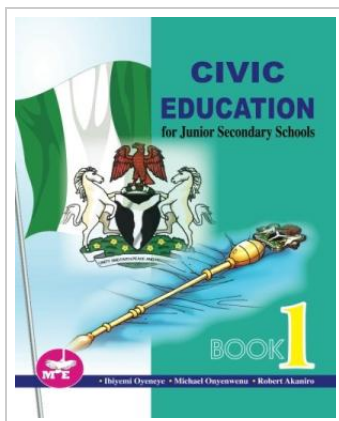 CIVIC
EDUCATION
for Junior Secondary Schools
BOOK 1
M E
• Ibiyemi Oyeneye • Michael Onyenwenu • Robert Akaniro